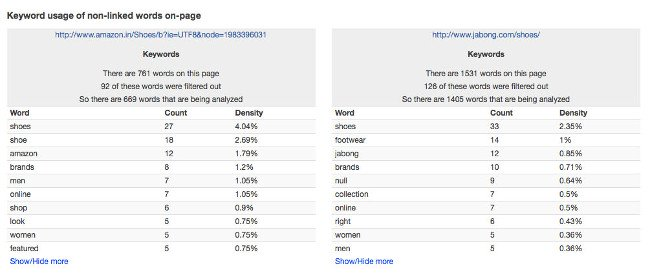 Keyword usage of non-linked words on-page
http://www.amazon.in/Shoes/b?ie=UTF8&node=1983396031
Keywords
There are 761 words on this page
92 of these words were filtered out
So there are 669 words that are being analyzed
Word Count Density
shoes 27 4.04%
shoe 18 2.69%
amazon 12 1.79%
brands 8 1.2%
men 7 1.05%
online 7 1.05%
shop 6 0.9%
look 5 0.75%
women 5 0.75%
featured 5 0.75%
Show/Hide more
http://www.jabong.com/shoes/
Keywords
There are 1531 words on this page
126 of these words were filtered out
So there are 1405 words that are being analyzed
Word Count Density
shoes 33 2.35%
footwear 14 1%
jabong 12 0.85%
brands 10 0.71%
null 9 0.64%
collection 7 0.5%
online 7 0.5%
right 6 0.43%
women 5 0.36%
men 5 0.36%
Show/Hide more